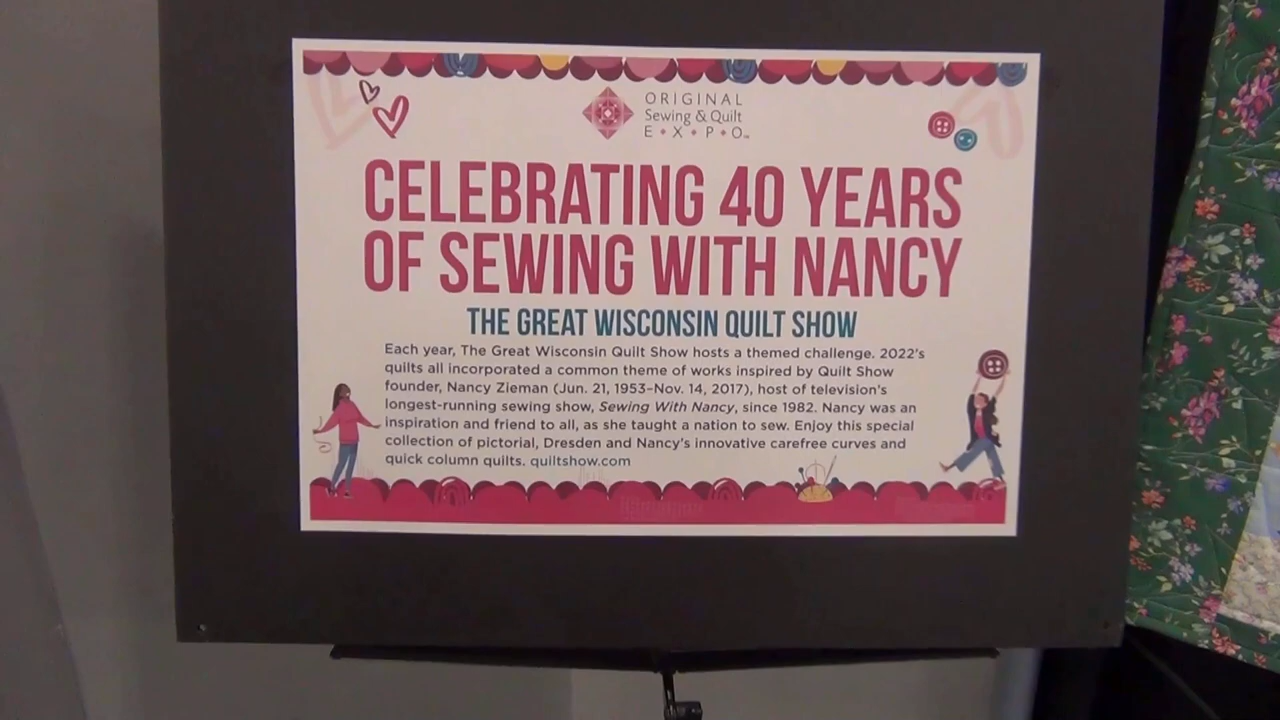 ORIGINAL
Sewing & Quilt
E • X • P • O™
CELEBRATING 40 YEARS
OF SEWING WITH NANCY
THE GREAT WISCONSIN QUILT SHOW
Each year, The Great Wisconsin Quilt Show hosts a themed challenge. 2022's
quilts all incorporated a common theme of works inspired by Quilt Show
founder, Nancy Zieman (Jun. 21, 1953–Nov. 14, 2017), host of television's
longest-running sewing show, Sewing With Nancy, since 1982. Nancy was an
inspiration and friend to all, as she taught a nation to sew. Enjoy this special
collection of pictorial, Dresden and Nancy's innovative carefree curves and
quick column quilts. quiltshow.com